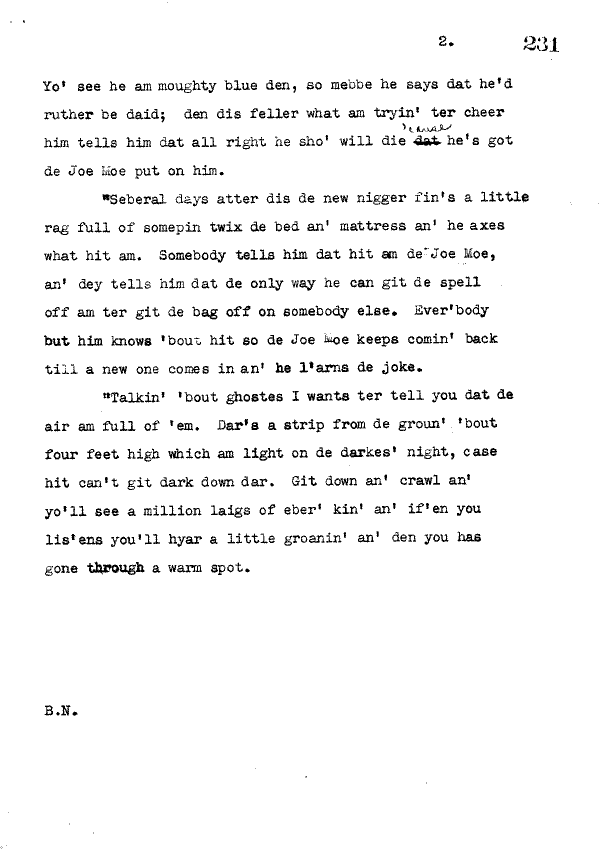 2. 231
Yo' see he am moughty blue den, so mebbe he says dat he'd
ruther be daid; den dis feller what am tryin' ter cheer
'cause
him tells him dat all right he sho' will die dat he's got
de Joe Moe put on him.
"Seberal days atter dis de new nigger fin's a little
rag full of somepin twix de bed an' mattress an' he axes
what hit am. Somebody tells him dat hit am de Joe Moe,
an' dey tells him dat de only way he can git de spell
off am ter git de bag off on somebody else. Ever'body
but him knows 'bout hit so de Joe Moe keeps comin' back
till a new one comes in an' he l'arns de joke.
"Talkin' 'bout ghostes I wants ter tell you dat de
air am full of 'em. Dar's a strip from de groun' 'bout
four feet high which am light on de darkes' night, case
hit can't git dark down dar. Git down an' crawl an'
yo'll see a million laigs of eber' kin' an' if'en you
lis'ens you'll hyar a little groanin' an' den you has
gone through a warm spot.
B.N.